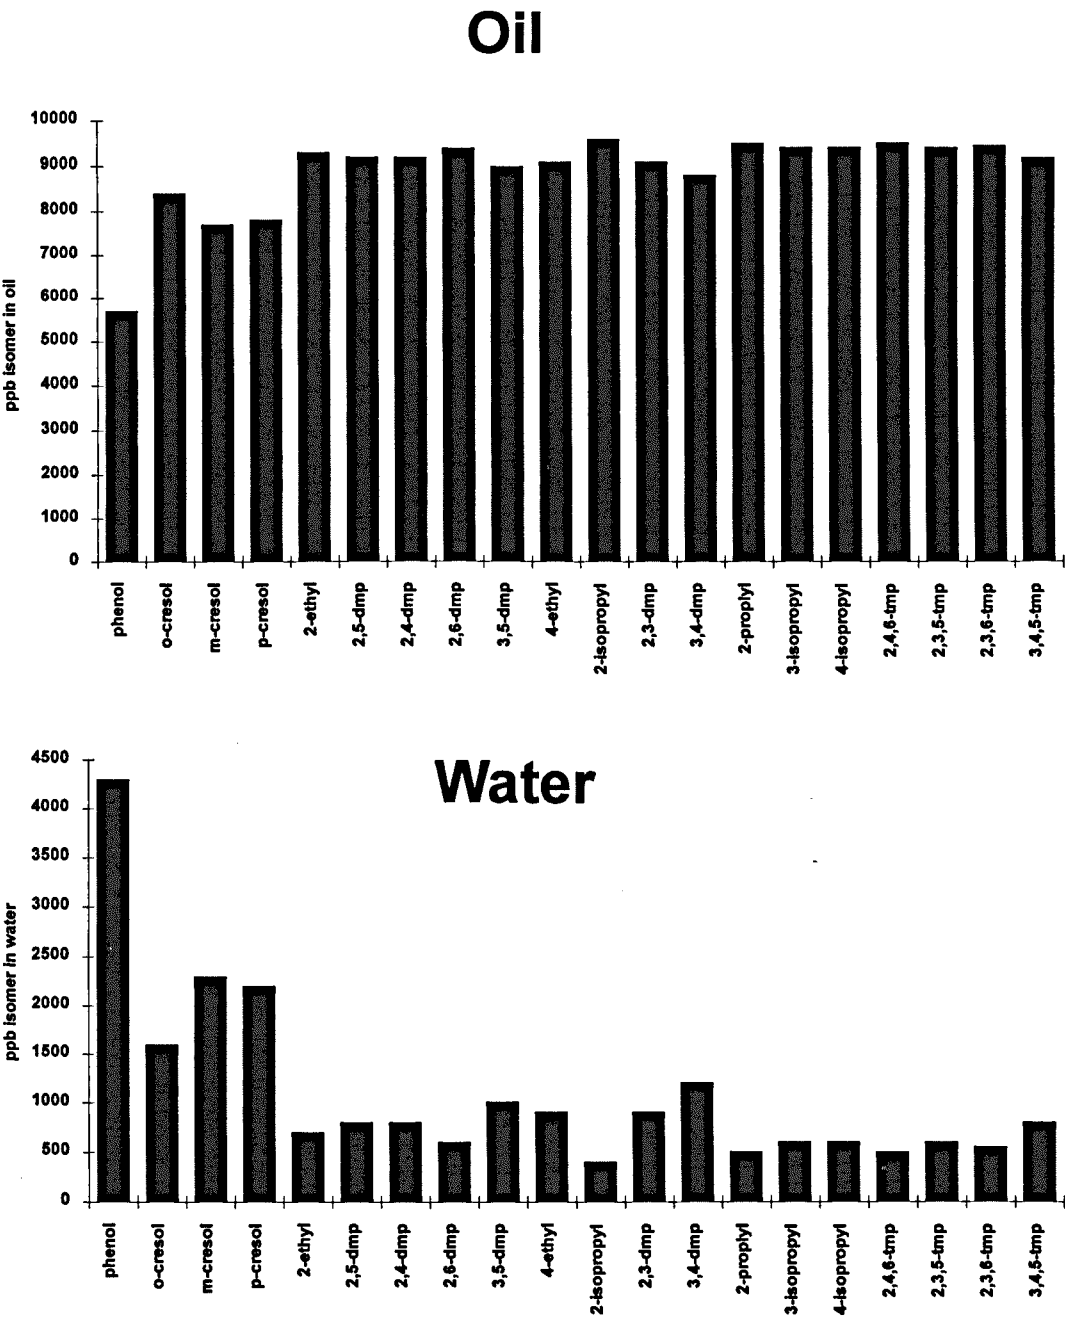 Oil
10000
9000
8000
7000
6000
5000
4000
3000
2000
1000
0
ppb isomer in oil
phenol
o-cresol
m-cresol
p-cresol
2-ethyl
2,5-dmp
2,4-dmp
2,6-dmp
3,5-dmp
4-ethyl
2-isopropyl
2,3-dmp
3,4-dmp
2-proplyl
3-isopropyl
4-isopropyl
2,4,6-tmp
2,3,5-tmp
2,3,6-tmp
3,4,5-tmp
Water
4500
4000
3500
3000
2500
2000
1500
1000
500
0
ppb isomer in water
phenol
o-cresol
m-cresol
p-cresol
2-ethyl
2,5-dmp
2,4-dmp
2,6-dmp
3,5-dmp
4-ethyl
2-isopropyl
2,3-dmp
3,4-dmp
2-proplyl
3-isopropyl
4-isopropyl
2,4,6-tmp
2,3,5-tmp
2,3,6-tmp
3,4,5-tmp